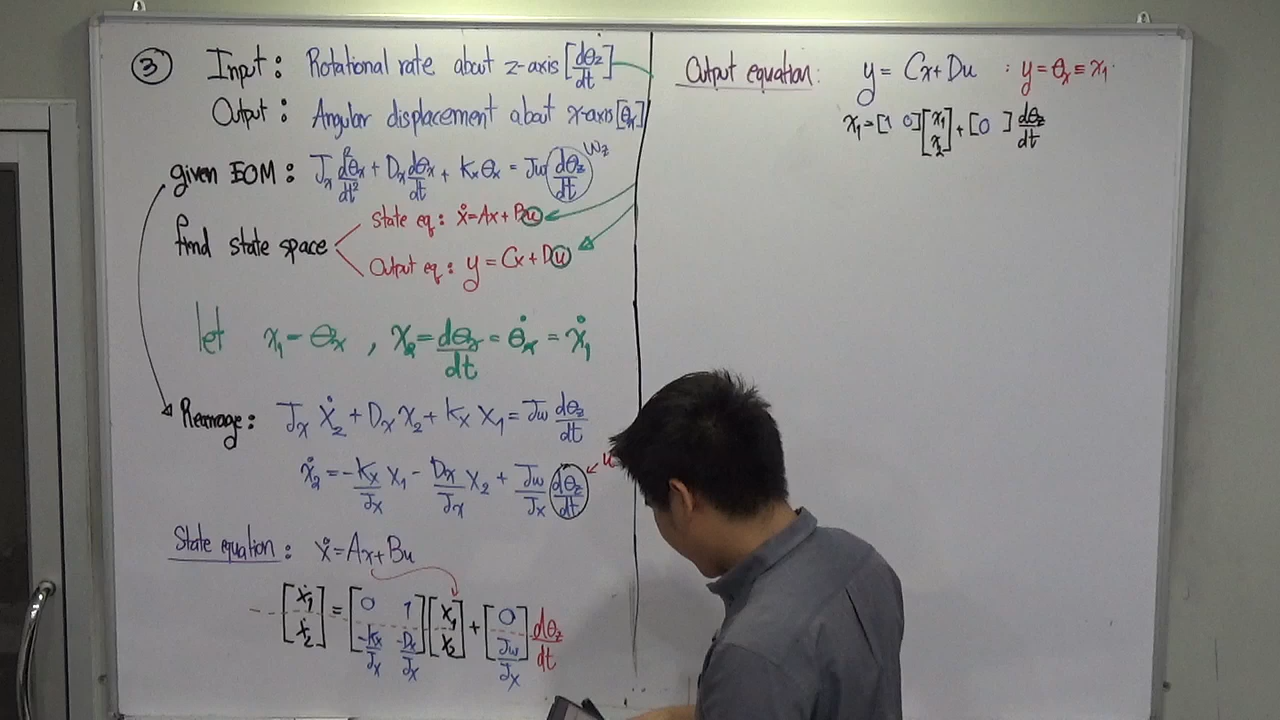 ③ Input : Rotational rate about z-axis [dθz/dt]
Output : Angular displacement about x-axis [θx]
given EOM : Jx d²θx/dt² + Dx dθx/dt + Kx θx = Jω dθz/dt ωz
find state space
State eq : ẋ = Ax + Bu
Output eq : y = Cx + Du
let x1 = θx , x2 = dθx/dt = θ̇x = ẋ1
Rearrage : Jx ẋ2 + Dx x2 + Kx x1 = Jω dθz/dt
ẋ2 = -Kx/Jx x1 - Dx/Jx x2 + Jω/Jx dθz/dt u
State equation : ẋ = Ax + Bu
[ẋ1 ẋ2] = [0 1 -Kx/Jx -Dx/Jx] [x1 x2] + [0 Jω/Jx] dθz/dt
Output equation : y = Cx + Du : y = θx ≡ x1
x1 = [1 0] [x1 x2] + [0 ] dθz/dt